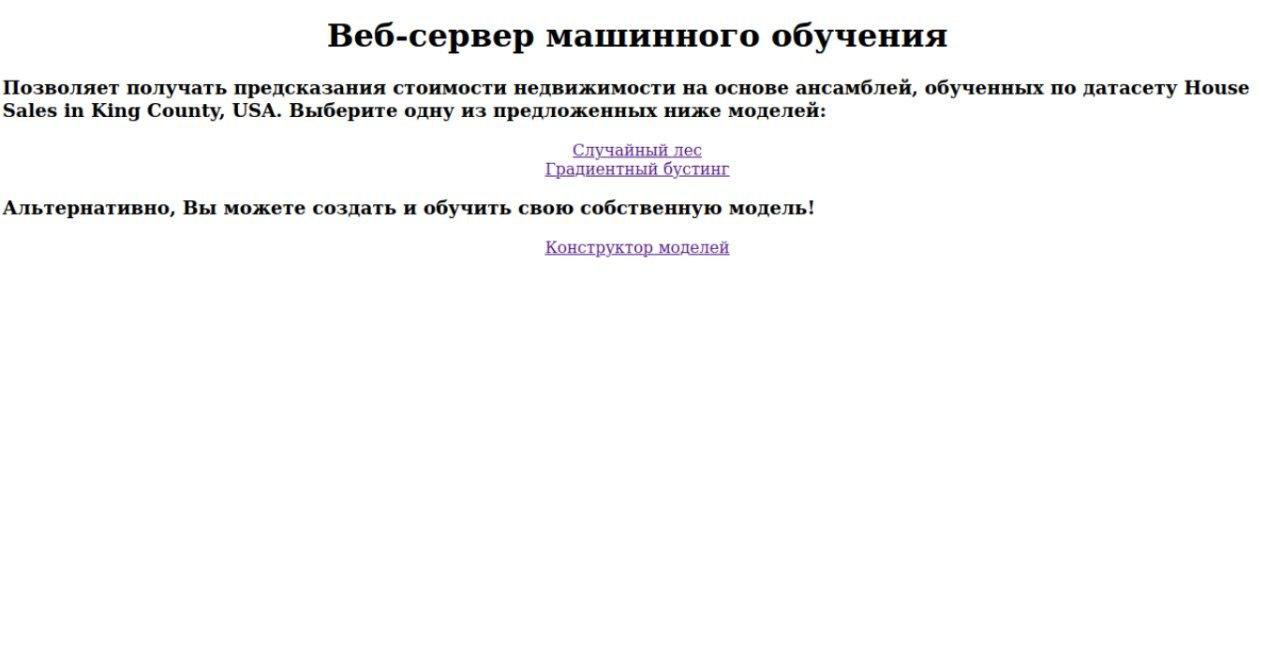 Веб-сервер машинного обучения
Позволяет получать предсказания стоимости недвижимости на основе ансамблей, обученных по датасету House
Sales in King County, USA. Выберите одну из предложенных ниже моделей:
Случайный лес
Градиентный бустинг
Альтернативно, Вы можете создать и обучить свою собственную модель!
Конструктор моделей